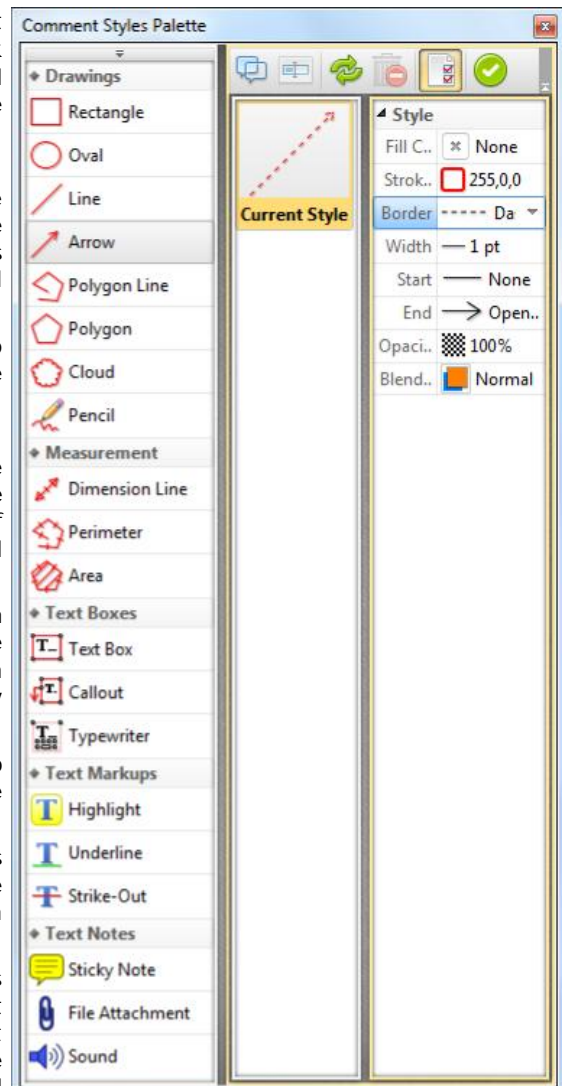 Comment Styles Palette
Drawings
Rectangle
Oval
Line
Arrow
Polygon Line
Polygon
Cloud
Pencil
Measurement
Dimension Line
Perimeter
Area
Text Boxes
Text Box
Callout
Typewriter
Text Markups
Highlight
Underline
Strike-Out
Text Notes
Sticky Note
File Attachment
Sound
Current Style
Style
Fill C.. None
Strok.. 255,0,0
Border Da
Width 1 pt
Start None
End Open..
Opaci.. 100%
Blend.. Normal